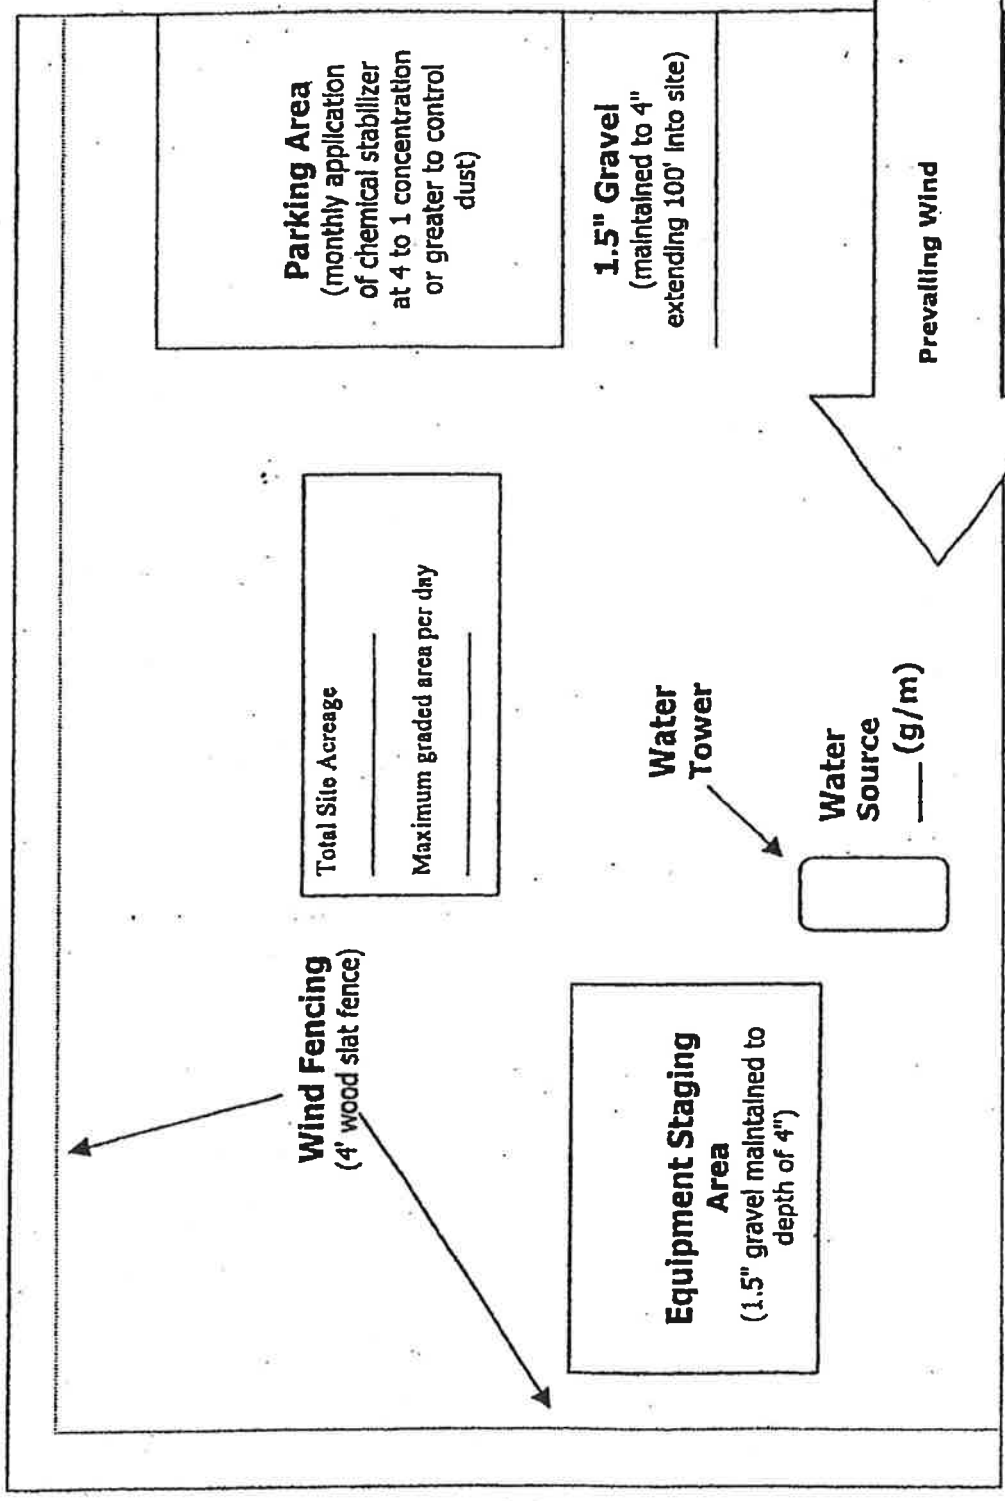 Wind Fencing
(4' wood slat fence)
Total Site Acreage
Maximum graded area per day
Parking Area
(monthly application
of chemical stabilizer
at 4 to 1 concentration
or greater to control
dust)
1.5" Gravel
(maintained to 4"
extending 100' into site)
Equipment Staging
Area
(1.5" gravel maintained to
depth of 4")
Water
Tower
Water
Source
____ (g/m)
Prevailing Wind